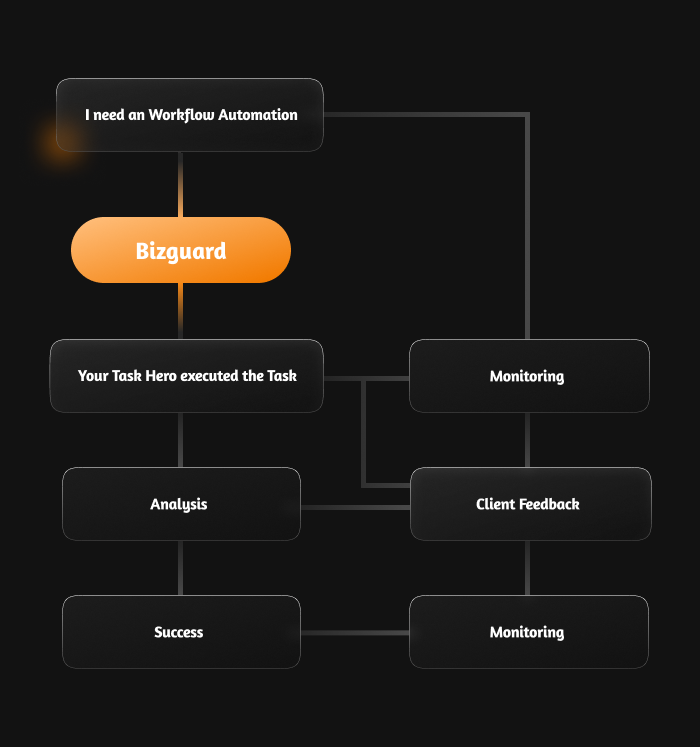 I need an Workflow Automation
Bizguard
Your Task Hero executed the Task
Monitoring
Analysis
Client Feedback
Success
Monitoring